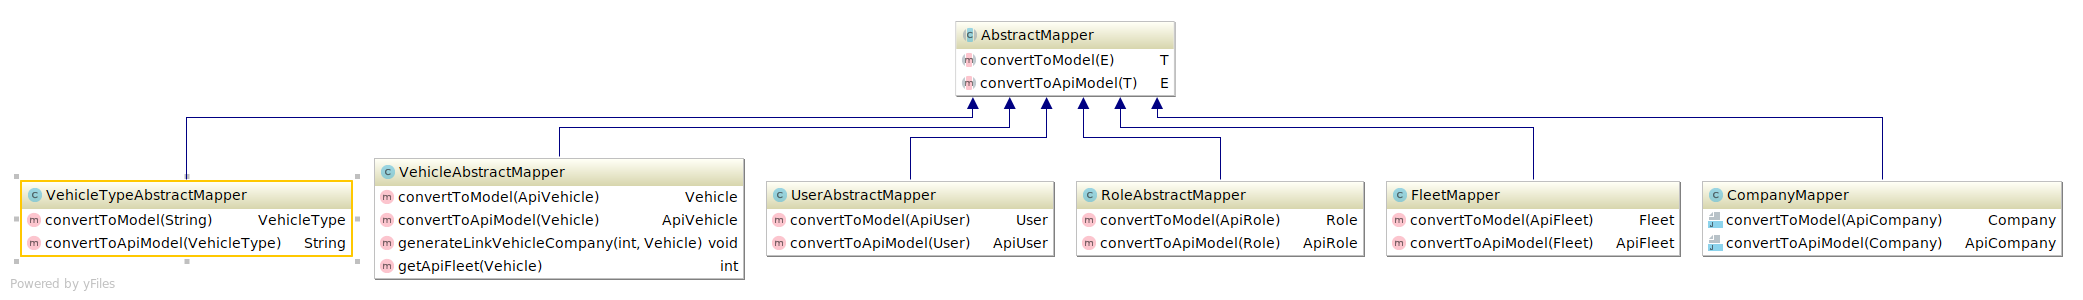 AbstractMapper
convertToModel(E) T
convertToApiModel(T) E
VehicleTypeAbstractMapper
convertToModel(String) VehicleType
convertToApiModel(VehicleType) String
VehicleAbstractMapper
convertToModel(ApiVehicle) Vehicle
convertToApiModel(Vehicle) ApiVehicle
generateLinkVehicleCompany(int, Vehicle) void
getApiFleet(Vehicle) int
UserAbstractMapper
convertToModel(ApiUser) User
convertToApiModel(User) ApiUser
RoleAbstractMapper
convertToModel(ApiRole) Role
convertToApiModel(Role) ApiRole
FleetMapper
convertToModel(ApiFleet) Fleet
convertToApiModel(Fleet) ApiFleet
CompanyMapper
convertToModel(ApiCompany) Company
convertToApiModel(Company) ApiCompany
Powered by yFiles